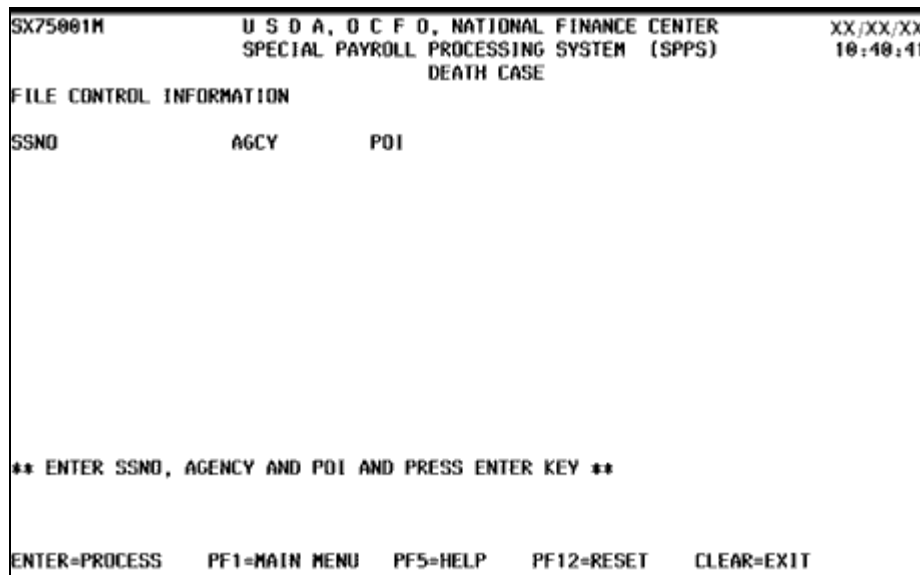 SX75001M U S D A, O C F O, NATIONAL FINANCE CENTER XX/XX/XX
SPECIAL PAYROLL PROCESSING SYSTEM (SPPS) 10:40:41
DEATH CASE
FILE CONTROL INFORMATION
SSNO AGCY POI
** ENTER SSNO, AGENCY AND POI AND PRESS ENTER KEY **
ENTER=PROCESS PF1=MAIN MENU PF5=HELP PF12=RESET CLEAR=EXIT